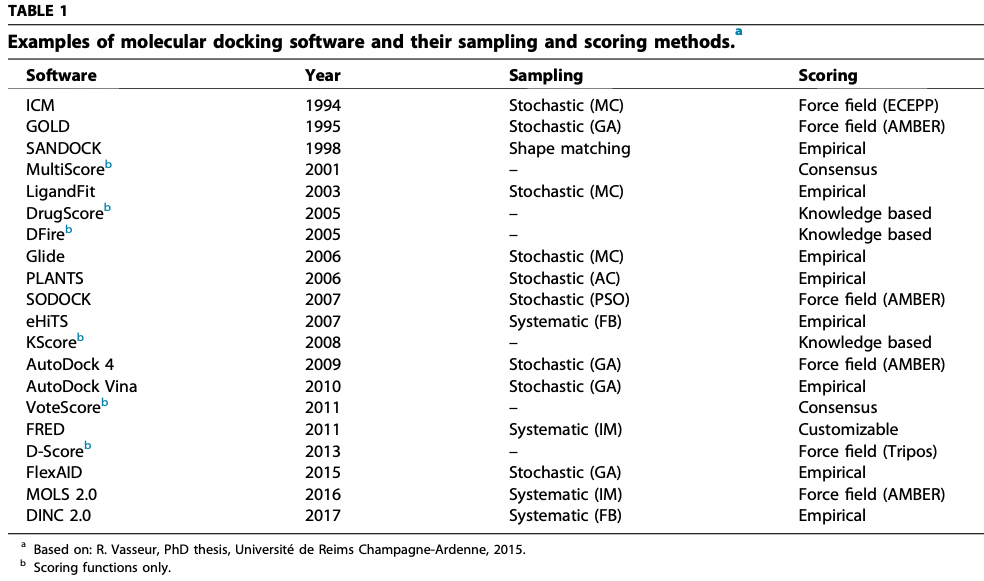 TABLE 1
Examples of molecular docking software and their sampling and scoring methods.a
Software Year Sampling Scoring
ICM 1994 Stochastic (MC) Force field (ECEPP)
GOLD 1995 Stochastic (GA) Force field (AMBER)
SANDOCK 1998 Shape matching Empirical
MultiScoreb 2001 – Consensus
LigandFit 2003 Stochastic (MC) Empirical
DrugScoreb 2005 – Knowledge based
DFireb 2005 – Knowledge based
Glide 2006 Stochastic (MC) Empirical
PLANTS 2006 Stochastic (AC) Empirical
SODOCK 2007 Stochastic (PSO) Force field (AMBER)
eHiTS 2007 Systematic (FB) Empirical
KScoreb 2008 – Knowledge based
AutoDock 4 2009 Stochastic (GA) Force field (AMBER)
AutoDock Vina 2010 Stochastic (GA) Empirical
VoteScoreb 2011 – Consensus
FRED 2011 Systematic (IM) Customizable
D-Scoreb 2013 – Force field (Tripos)
FlexAID 2015 Stochastic (GA) Empirical
MOLS 2.0 2016 Systematic (IM) Force field (AMBER)
DINC 2.0 2017 Systematic (FB) Empirical
a Based on: R. Vasseur, PhD thesis, Université de Reims Champagne-Ardenne, 2015.
b Scoring functions only.